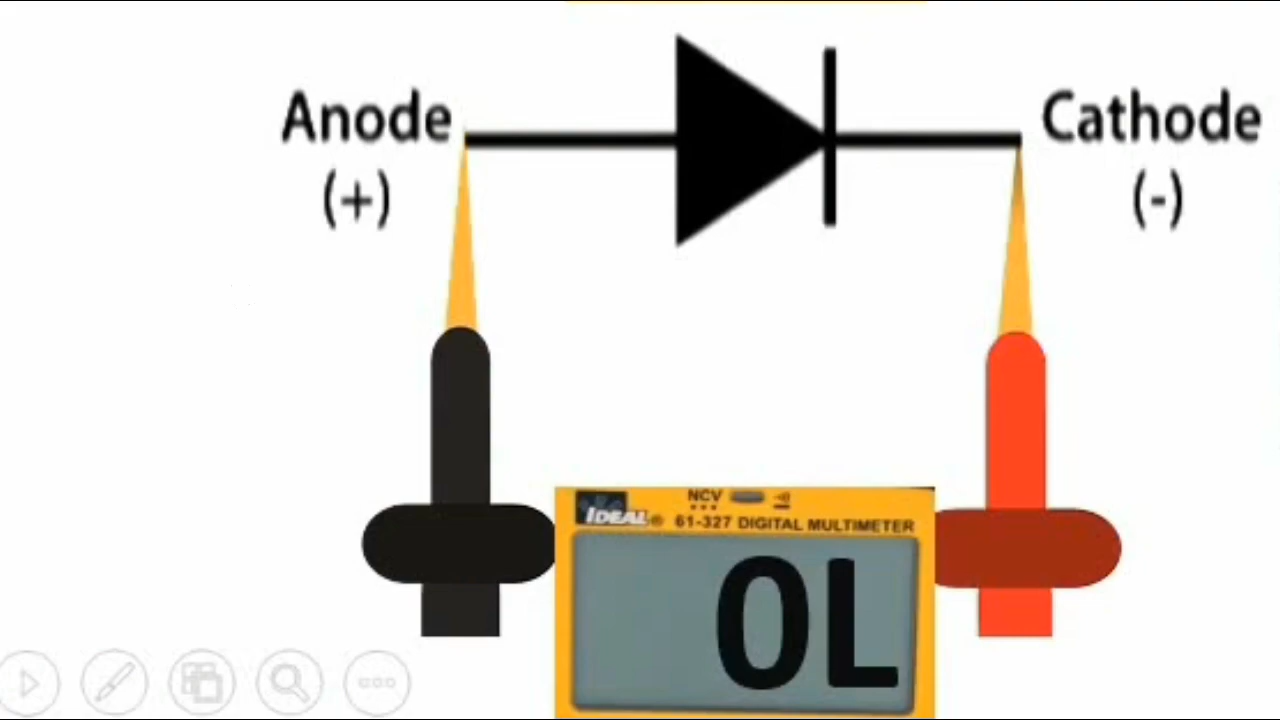 Anode
(+)
Cathode
(-)
NCV
IDEAL® 61-327 DIGITAL MULTIMETER
OL